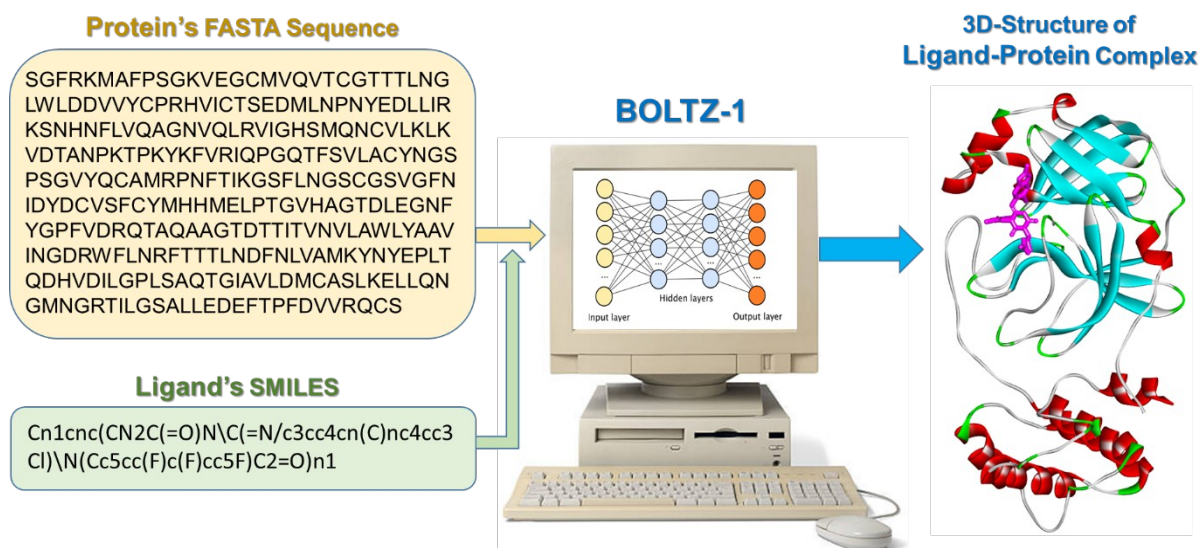 Protein's FASTA Sequence
SGFRKMAFPSGKVEGCMVQVTCGTTTLNG
LWLDDVVYCPRHVICTSEDMLNPNYEDLLIR
KSNHNFLVQAGNVQLRVIGHSMQNCVLKLK
VDTANPKTPKYKFVRIQPGQTFSVLACYNGS
PSGVYQCAMRPNFTIKGSFLNGSCGSVGFN
IDYDCVSFCYMHHMELPTGVHAGTDLEGNF
YGPFVDRQTAQAAGTDTTITVNVLAWLYAAV
INGDRWFLNRFTTTLNDFNLVAMKYNYEPLT
QDHVDILGPLSAQTGIAVLDMCASLKELLQN
GMNGRTILGSALLEDEFTPFDVVRQCS
Ligand's SMILES
Cn1cnc(CN2C(=O)N\C(=N/c3cc4cn(C)nc4cc3
Cl)\N(Cc5cc(F)c(F)cc5F)C2=O)n1
BOLTZ-1
...
...
...
...
Input layer
Hidden layers
Output layer
3D-Structure of
Ligand-Protein Complex